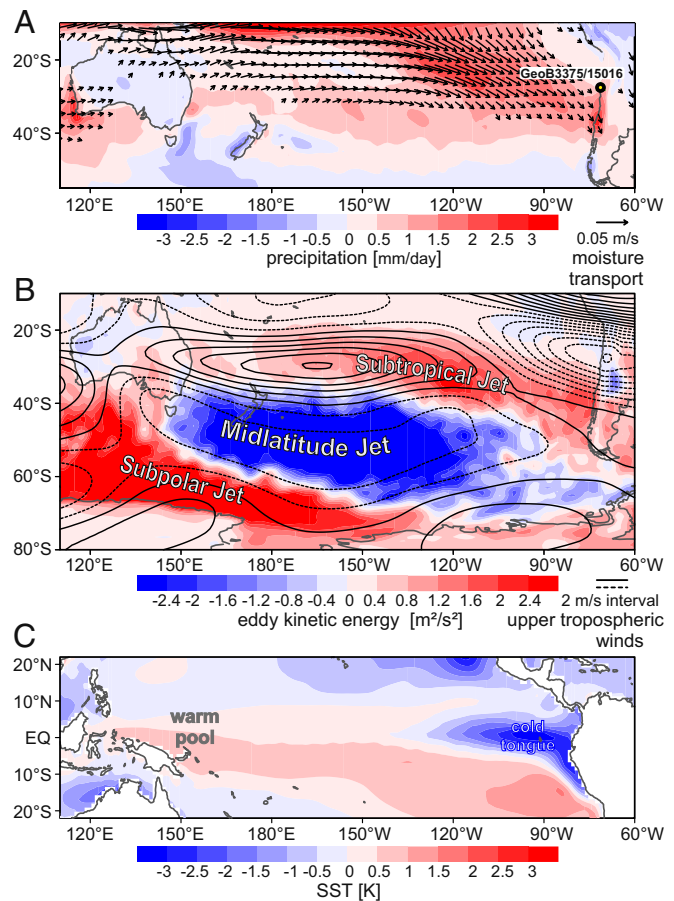 A
20°S
40°S
GeoB3375/15016
120°E 150°E 180°W 150°W 120°W 90°W 60°W
-3 -2.5 -2 -1.5 -1 -0.5 0 0.5 1 1.5 2 2.5 3
precipitation [mm/day]
0.05 m/s
moisture
transport
B
20°S
40°S
60°S
80°S
Subtropical Jet
Midlatitude Jet
Subpolar Jet
120°E 150°E 180°W 150°W 120°W 90°W 60°W
-2.4 -2 -1.6 -1.2 -0.8 -0.4 0 0.4 0.8 1.2 1.6 2 2.4
eddy kinetic energy [m²/s²]
2 m/s interval
upper tropospheric
winds
C
20°N
10°N
EQ
10°S
20°S
warm
pool
cold
tongue
120°E 150°E 180°W 150°W 120°W 90°W 60°W
-3 -2.5 -2 -1.5 -1 -0.5 0 0.5 1 1.5 2 2.5 3
SST [K]